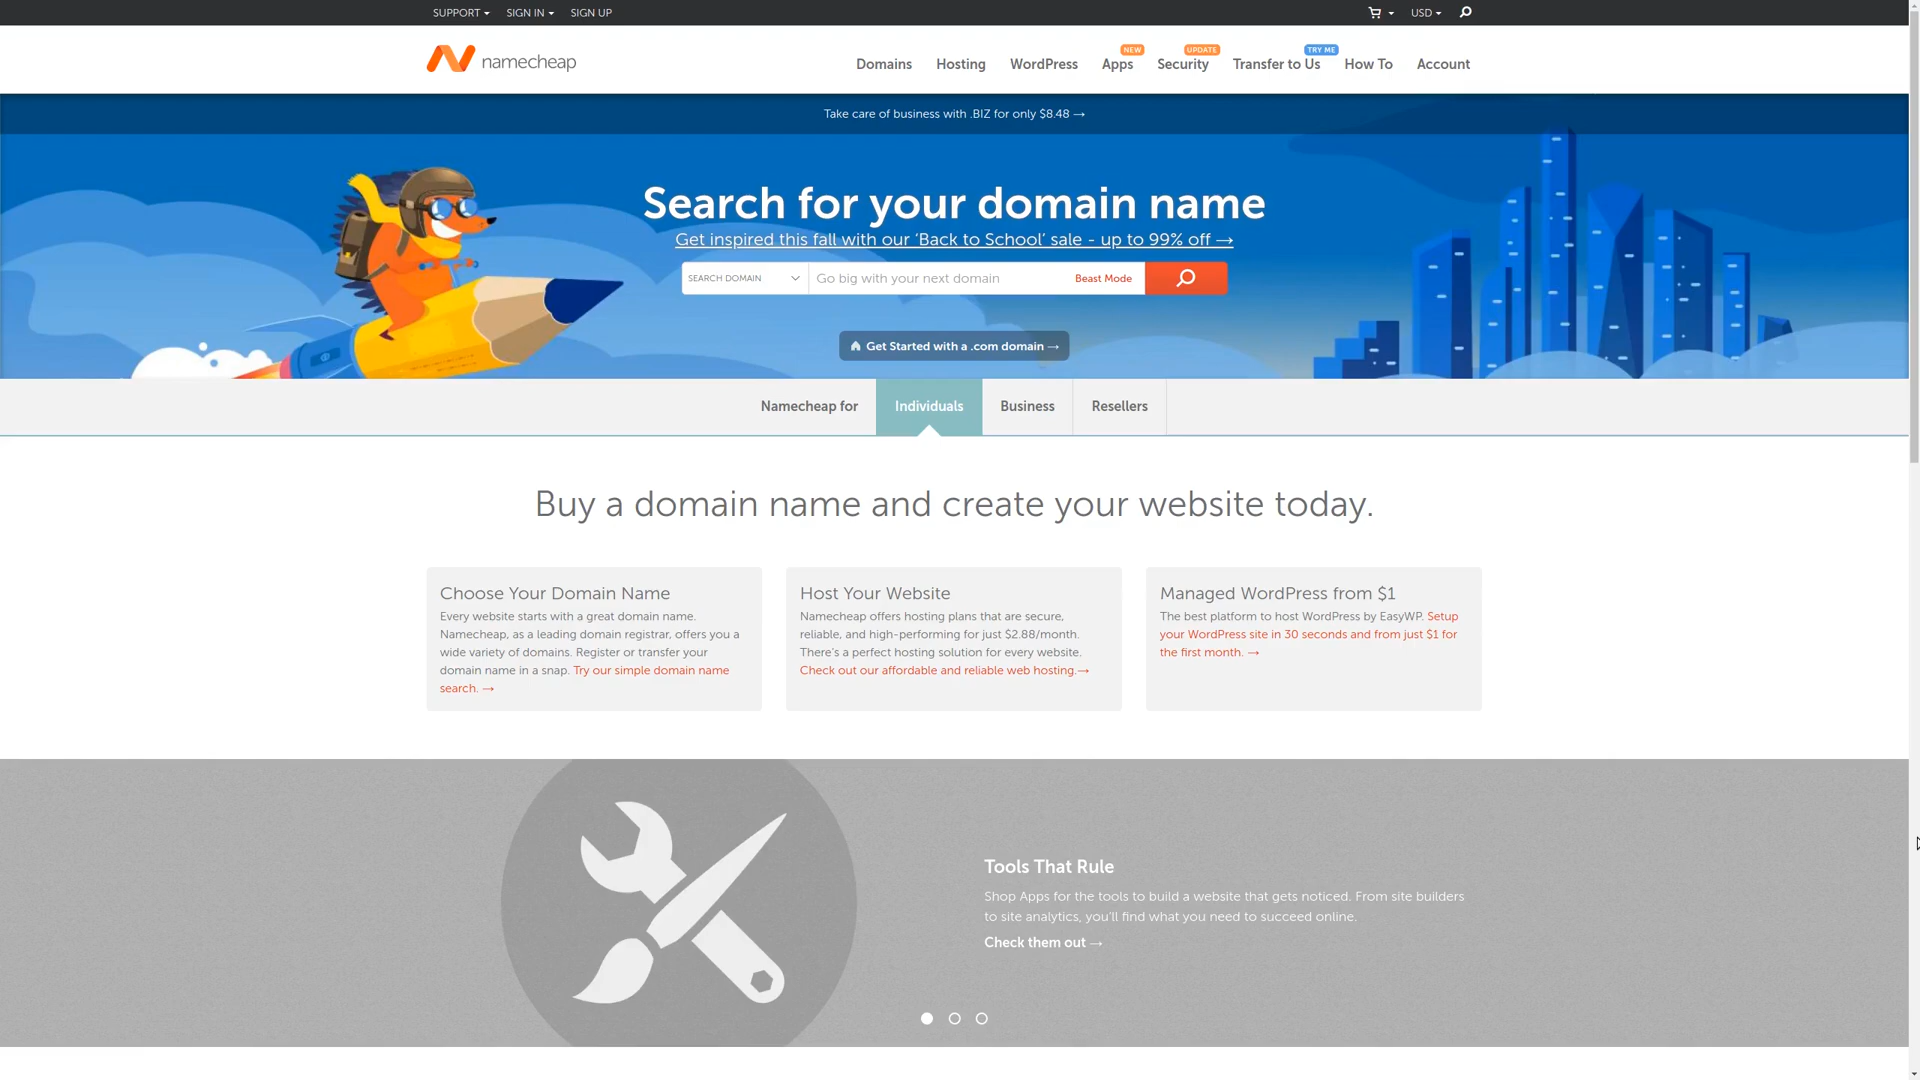 SUPPORT
SIGN IN
SIGN UP
USD
namecheap
NEW
UPDATE
TRY ME
Domains
Hosting
WordPress
Apps
Security
Transfer to Us
How To
Account
Take care of business with .BIZ for only $8.48 →
Search for your domain name
Get inspired this fall with our ‘Back to School’ sale - up to 99% off →
SEARCH DOMAIN
Go big with your next domain
Beast Mode
Get Started with a .com domain →
Namecheap for
Individuals
Business
Resellers
Buy a domain name and create your website today.
Choose Your Domain Name
Every website starts with a great domain name.
Namecheap, as a leading domain registrar, offers you a
wide variety of domains. Register or transfer your
domain name in a snap. Try our simple domain name
search. →
Host Your Website
Namecheap offers hosting plans that are secure,
reliable, and high-performing for just $2.88/month.
There's a perfect hosting solution for every website.
Check out our affordable and reliable web hosting.→
Managed WordPress from $1
The best platform to host WordPress by EasyWP. Setup
your WordPress site in 30 seconds and from just $1 for
the first month. →
Tools That Rule
Shop Apps for the tools to build a website that gets noticed. From site builders
to site analytics, you'll find what you need to succeed online.
Check them out →